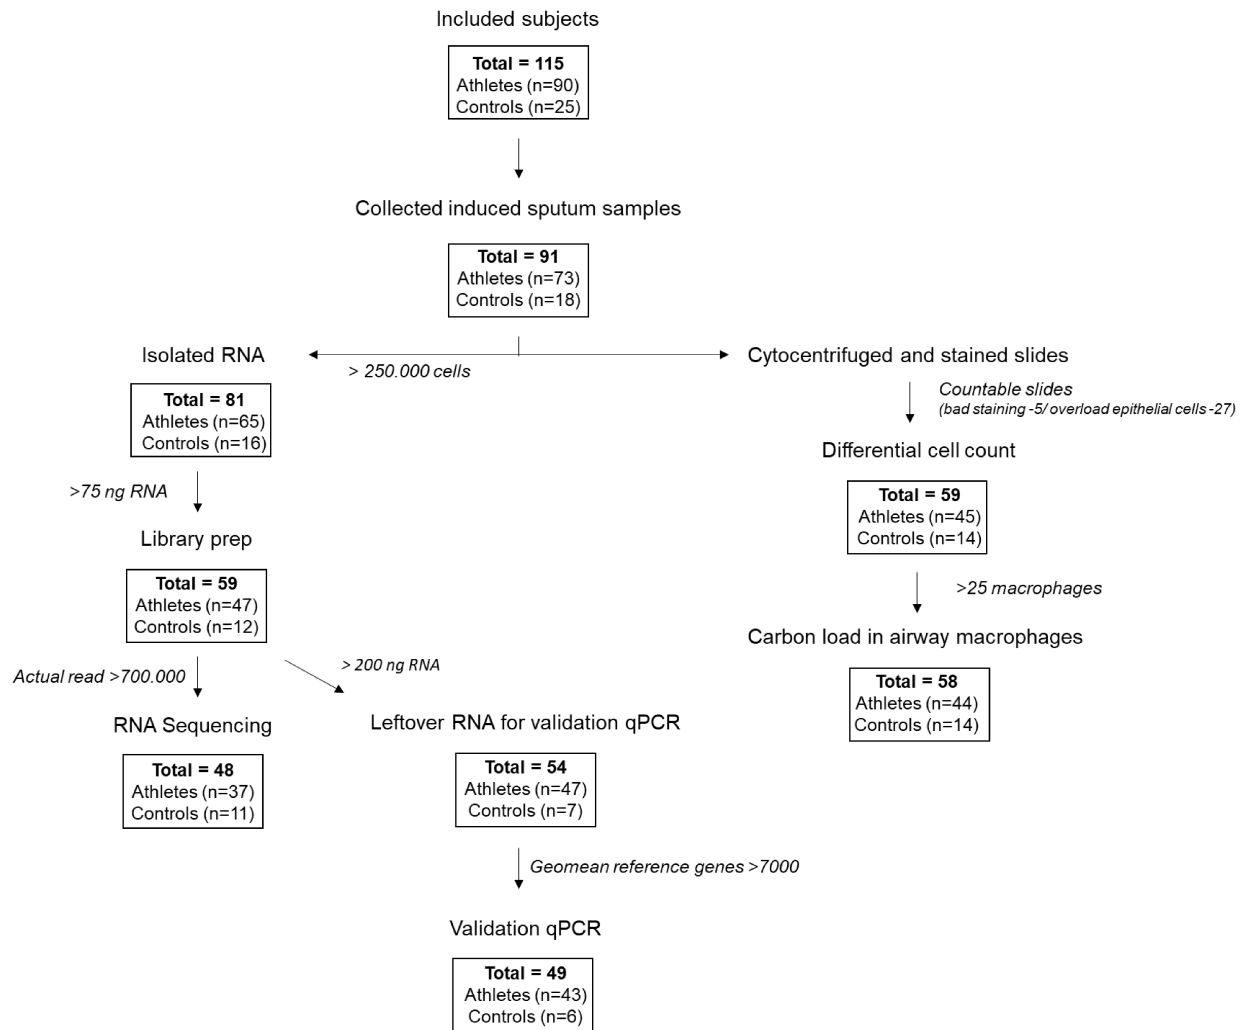 Included subjects
Total = 115
Athletes (n=90)
Controls (n=25)
Collected induced sputum samples
Total = 91
Athletes (n=73)
Controls (n=18)
Isolated RNA
> 250.000 cells
Cytocentrifuged and stained slides
Total = 81
Athletes (n=65)
Controls (n=16)
Countable slides
(bad staining -5/ overload epithelial cells -27)
Differential cell count
Total = 59
Athletes (n=45)
Controls (n=14)
>75 ng RNA
Library prep
Total = 59
Athletes (n=47)
Controls (n=12)
>25 macrophages
Carbon load in airway macrophages
Total = 58
Athletes (n=44)
Controls (n=14)
Actual read >700.000
> 200 ng RNA
RNA Sequencing
Total = 48
Athletes (n=37)
Controls (n=11)
Leftover RNA for validation qPCR
Total = 54
Athletes (n=47)
Controls (n=7)
Geomean reference genes >7000
Validation qPCR
Total = 49
Athletes (n=43)
Controls (n=6)